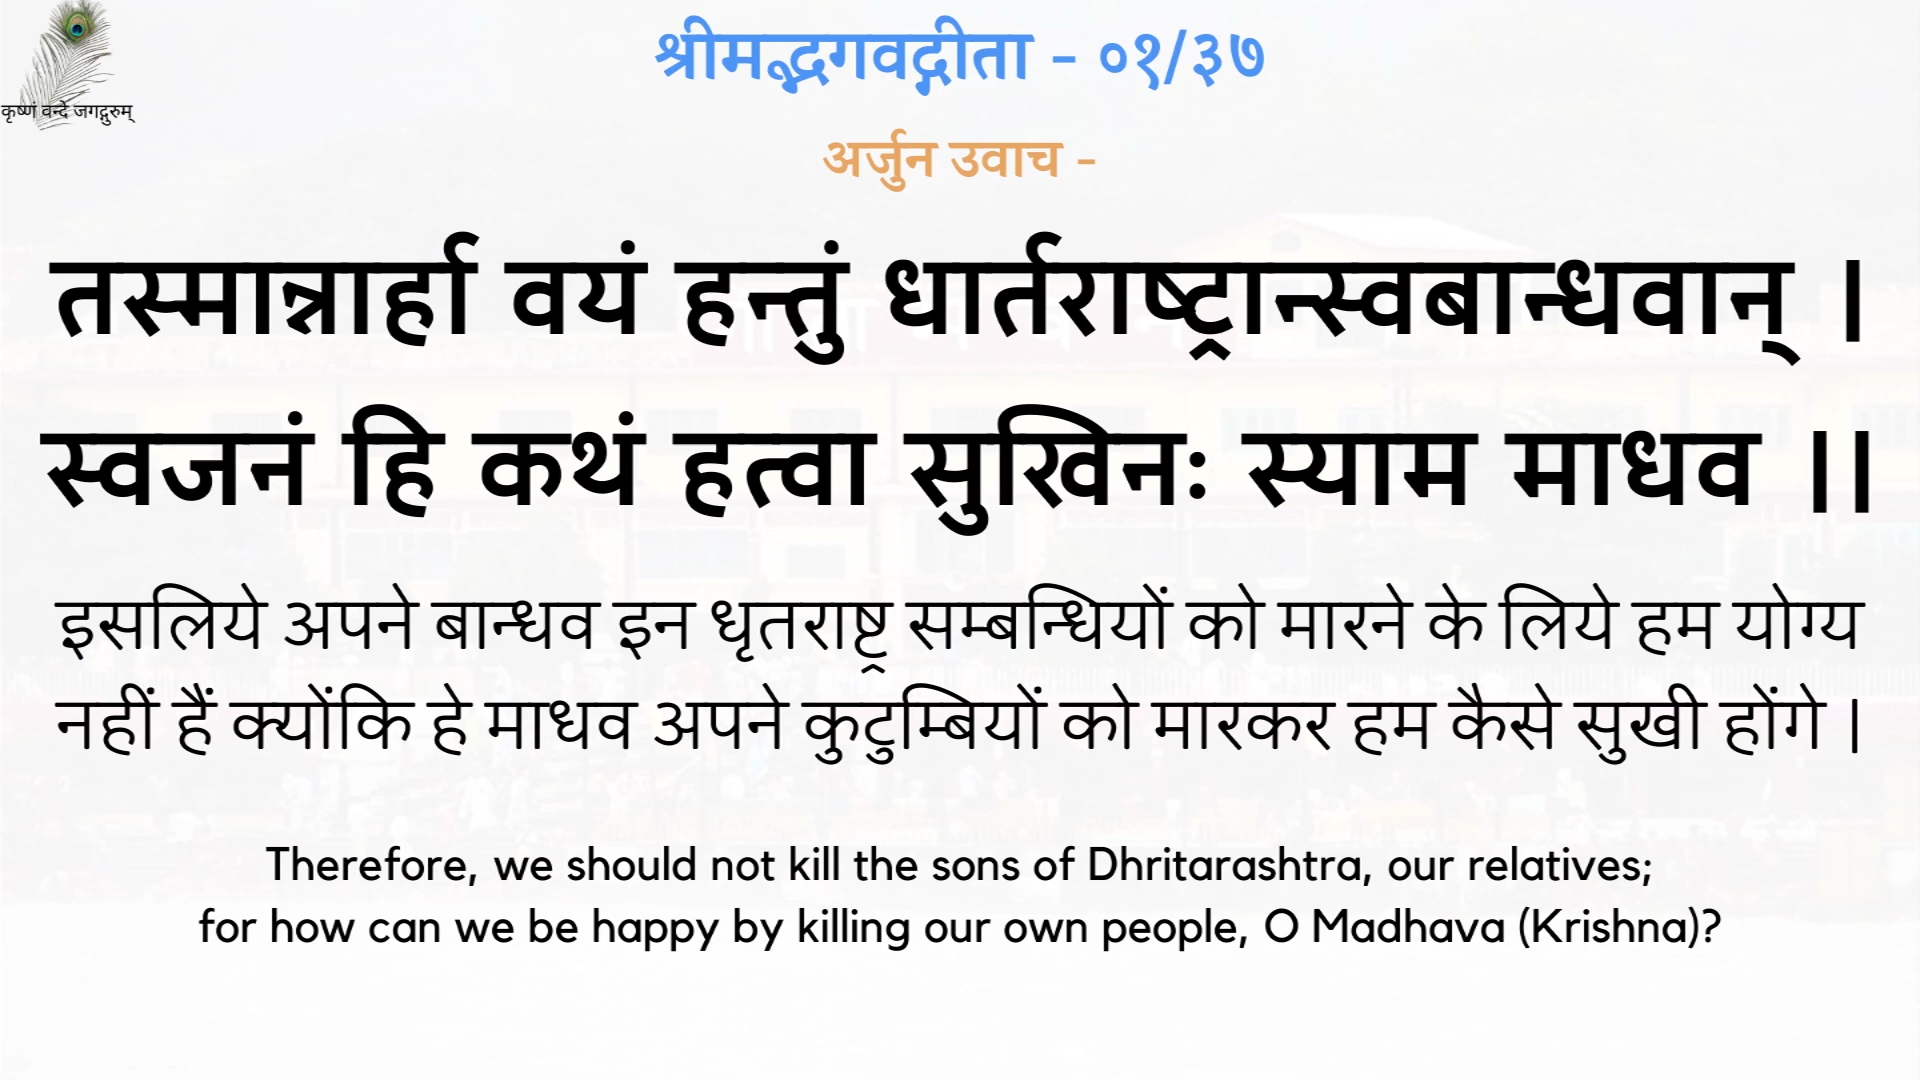 कृष्णं वन्दे जगद्गुरुम्
श्रीमद्भगवद्गीता - ०१/३७
अर्जुन उवाच -
तस्मान्नार्हा वयं हन्तुं धार्तराष्ट्रान्स्वबान्धवान् |
स्वजनं हि कथं हत्वा सुखिनः स्याम माधव ||
इसलिये अपने बान्धव इन धृतराष्ट्र सम्बन्धियों को मारने के लिये हम योग्य
नहीं हैं क्योंकि हे माधव अपने कुटुम्बियों को मारकर हम कैसे सुखी होंगे |
Therefore, we should not kill the sons of Dhritarashtra, our relatives;
for how can we be happy by killing our own people, O Madhava (Krishna)?